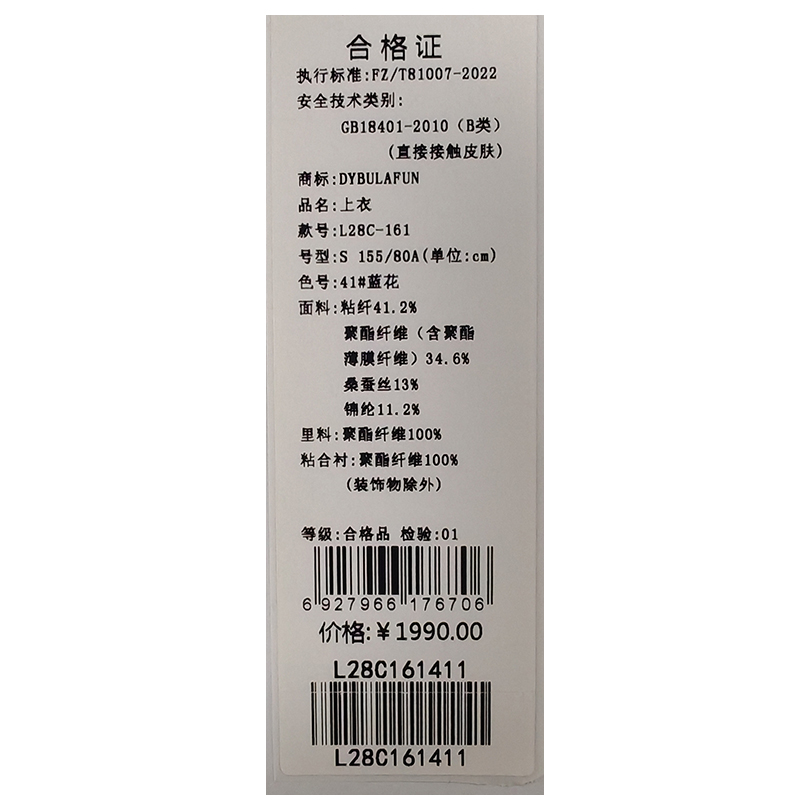 合格证
执行标准:FZ/T81007-2022
安全技术类别:
GB18401-2010（B类）
(直接接触皮肤)
商标:DYBULAFUN
品名:上衣
款号:L28C-161
号型:S 155/80A(单位:cm)
色号:41#蓝花
面料:粘纤41.2%
聚酯纤维（含聚酯
薄膜纤维）34.6%
桑蚕丝13%
锦纶11.2%
里料:聚酯纤维100%
粘合衬:聚酯纤维100%
(装饰物除外)
等级:合格品 检验:01
6 927966 176706
价格:￥1990.00
L28C161411
L28C161411